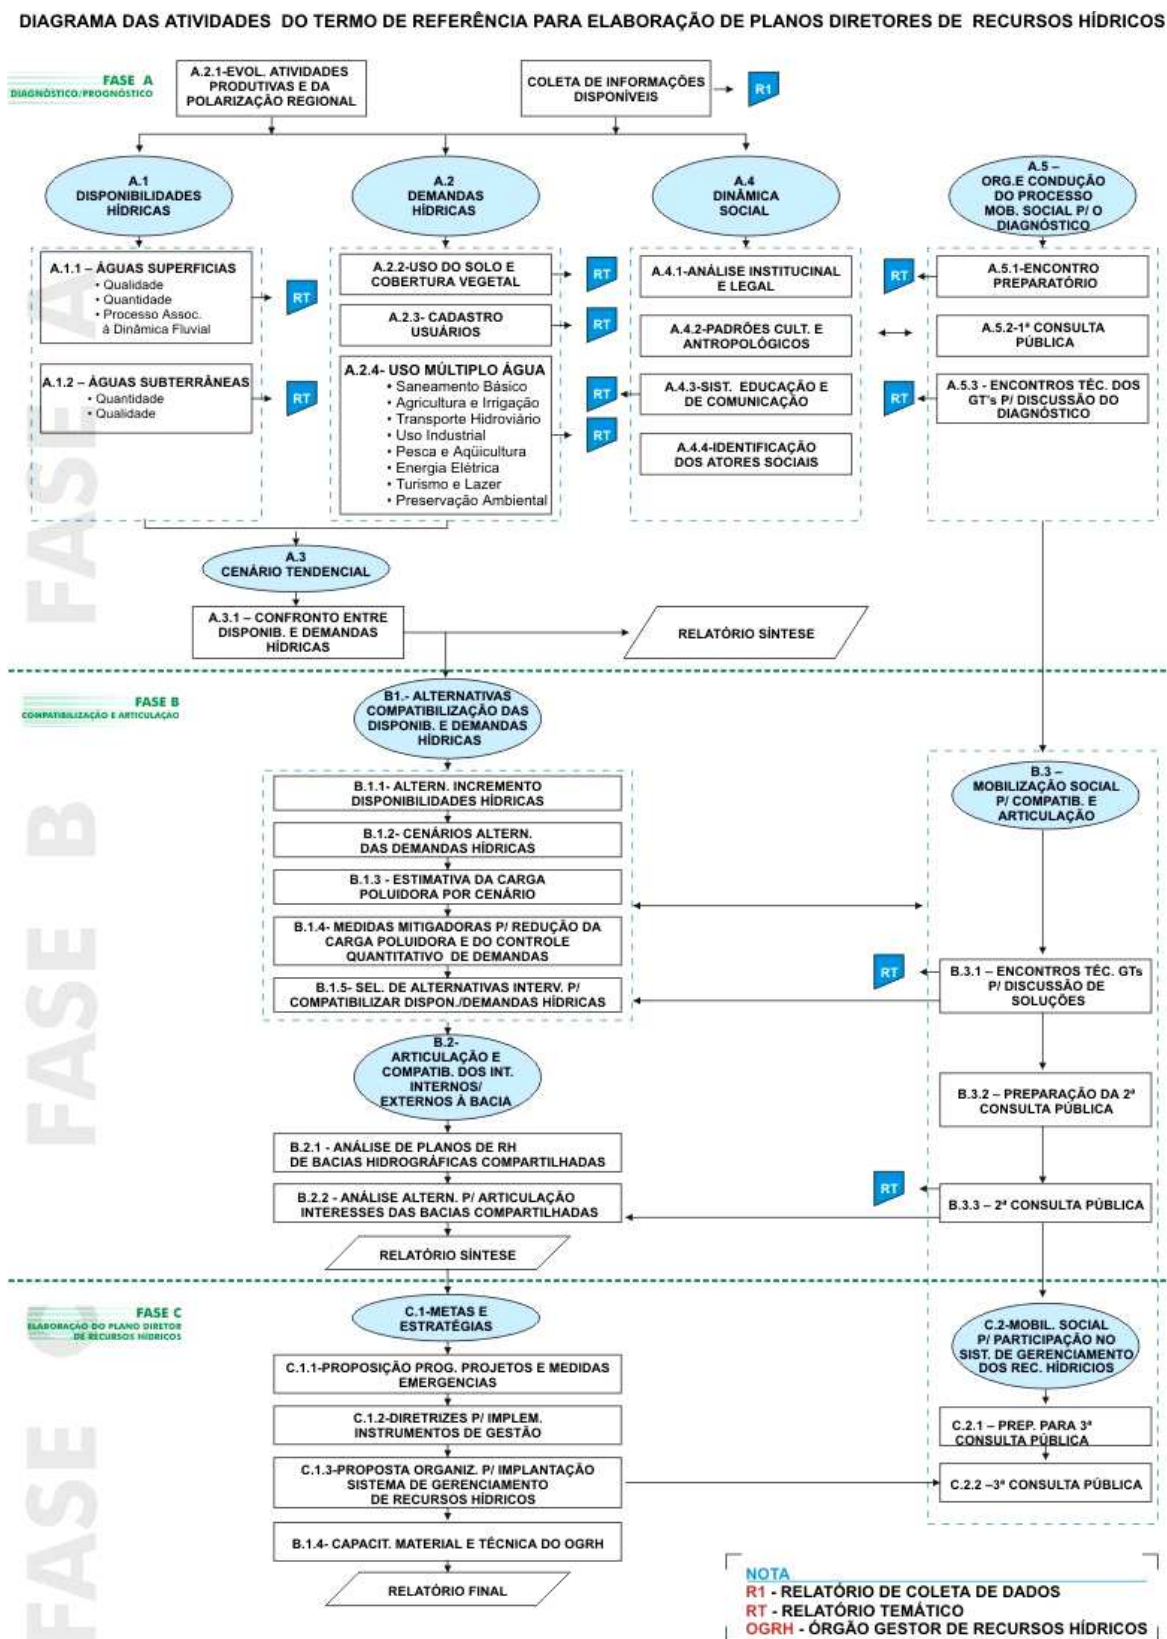 DIAGRAMA DAS ATIVIDADES DO TERMO DE REFERÊNCIA PARA ELABORAÇÃO DE PLANOS DIRETORES DE RECURSOS HÍDRICOS
FASE A
DIAGNÓSTICO/PROGNÓSTICO
A.2.1-EVOL. ATIVIDADES
PRODUTIVAS E DA
POLARIZAÇÃO REGIONAL
COLETA DE INFORMAÇÕES
DISPONÍVEIS
R1
A.1
DISPONIBILIDADES
HÍDRICAS
A.2
DEMANDAS
HÍDRICAS
A.4
DINÂMICA
SOCIAL
A.5 –
ORG.E CONDUÇÃO
DO PROCESSO
MOB. SOCIAL P/ O
DIAGNÓSTICO
A.1.1 – ÁGUAS SUPERFICIAS
• Qualidade
• Quantidade
• Processo Assoc.
à Dinâmica Fluvial
RT
A.1.2 – ÁGUAS SUBTERRÂNEAS
• Quantidade
• Qualidade
RT
A.2.2-USO DO SOLO E
COBERTURA VEGETAL
RT
A.2.3- CADASTRO
USUÁRIOS
RT
A.2.4- USO MÚLTIPLO ÁGUA
• Saneamento Básico
• Agricultura e Irrigação
• Transporte Hidroviário
• Uso Industrial
• Pesca e Aqüicultura
• Energia Elétrica
• Turismo e Lazer
• Preservação Ambiental
RT
RT
A.4.1-ANÁLISE INSTITUCINAL
E LEGAL
A.4.2-PADRÕES CULT. E
ANTROPOLÓGICOS
A.4.3-SIST. EDUCAÇÃO E
DE COMUNICAÇÃO
A.4.4-IDENTIFICAÇÃO
DOS ATORES SOCIAIS
RT
A.5.1-ENCONTRO
PREPARATÓRIO
A.5.2-1ª CONSULTA
PÚBLICA
RT
A.5.3 - ENCONTROS TÉC. DOS
GT's P/ DISCUSSÃO DO
DIAGNÓSTICO
FASE A
A.3
CENÁRIO TENDENCIAL
A.3.1 – CONFRONTO ENTRE
DISPONIB. E DEMANDAS
HÍDRICAS
RELATÓRIO SÍNTESE
FASE B
COMPATIBILIZAÇÃO E ARTICULAÇÃO
B1.- ALTERNATIVAS
COMPATIBILIZAÇÃO DAS
DISPONIB. E DEMANDAS
HÍDRICAS
B.1.1- ALTERN. INCREMENTO
DISPONIBILIDADES HÍDRICAS
B.1.2- CENÁRIOS ALTERN.
DAS DEMANDAS HÍDRICAS
B.1.3 - ESTIMATIVA DA CARGA
POLUIDORA POR CENÁRIO
B.1.4- MEDIDAS MITIGADORAS P/ REDUÇÃO DA
CARGA POLUIDORA E DO CONTROLE
QUANTITATIVO DE DEMANDAS
B.1.5- SEL. DE ALTERNATIVAS INTERV. P/
COMPATIBILIZAR DISPON./DEMANDAS HÍDRICAS
B.3 –
MOBILIZAÇÃO SOCIAL
P/ COMPATIB. E
ARTICULAÇÃO
RT
B.3.1 – ENCONTROS TÉC. GTs
P/ DISCUSSÃO DE
SOLUÇÕES
B.2-
ARTICULAÇÃO E
COMPATIB. DOS INT.
INTERNOS/
EXTERNOS À BACIA
B.3.2 – PREPARAÇÃO DA 2ª
CONSULTA PÚBLICA
B.2.1 - ANÁLISE DE PLANOS DE RH
DE BACIAS HIDROGRÁFICAS COMPARTILHADAS
B.2.2 - ANÁLISE ALTERN. P/ ARTICULAÇÃO
INTERESSES DAS BACIAS COMPARTILHADAS
RT
B.3.3 – 2ª CONSULTA PÚBLICA
RELATÓRIO SÍNTESE
FASE B
FASE C
ELABORAÇÃO DO PLANO DIRETOR
DE RECURSOS HÍDRICOS
C.1-METAS E
ESTRATÉGIAS
C.2-MOBIL. SOCIAL
P/ PARTICIPAÇÃO NO
SIST. DE GERENCIAMENTO
DOS REC. HÍDRICIOS
C.1.1-PROPOSIÇÃO PROG. PROJETOS E MEDIDAS
EMERGENCIAS
C.1.2-DIRETRIZES P/ IMPLEM.
INSTRUMENTOS DE GESTÃO
C.1.3-PROPOSTA ORGANIZ. P/ IMPLANTAÇÃO
SISTEMA DE GERENCIAMENTO
DE RECURSOS HÍDRICOS
B.1.4- CAPACIT. MATERIAL E TÉCNICA DO OGRH
RELATÓRIO FINAL
C.2.1 – PREP. PARA 3ª
CONSULTA PÚBLICA
C.2.2 –3ª CONSULTA PÚBLICA
FASE C
NOTA
R1 - RELATÓRIO DE COLETA DE DADOS
RT - RELATÓRIO TEMÁTICO
OGRH - ÓRGÃO GESTOR DE RECURSOS HÍDRICOS